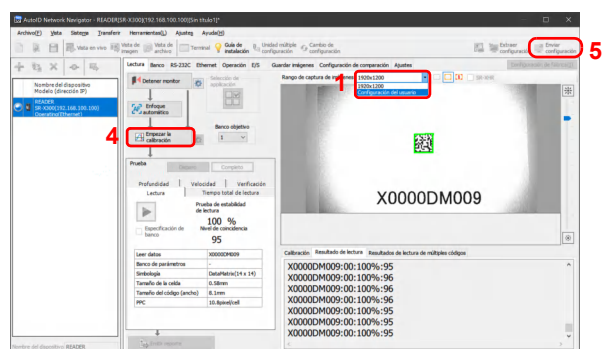 AutoID Network Navigator - READER[SR-X300(192.168.100.100)[Sin título1]*
Archivo(F) Vista Sistema Transferir Herramientas(L) Ajustes Ayuda(H)
Vista en vivo
Vista de imagen
Vista de archivo
Terminal
Guía de instalación
Unidad múltiple configuración
Cambio de configuración
Extraer configuración
Enviar configuración
5
Nombre del dispositivo
Modelo (dirección IP)
READER
SR-X300(192.168.100.100)
Operativo(Ethernet)
Lectura Banco RS-232C Ethernet Operación E/S Guardar imágenes Configuración de comparación Ajustes
Detener monitor
Selección de aplicación
Enfoque automático
4
Empezar la calibración
Banco objetivo
1
Prueba
Completa
Profundidad Velocidad Verificación
Lectura Tiempo total de lectura
Prueba de estabilidad de lectura
Especificación de banco
100 %
Nivel de coincidencia
95
Leer datos X0000DM009
Banco de parámetros -
Simbología DataMatrix(14 x 14)
Tamaño de la celda 0.58mm
Tamaño del código (ancho) 8.1mm
PPC 10.8pixel/cell
Rango de captura de imágenes 1920x1200
1
1920x1200
Configuración del usuario
X0000DM009
Calibración Resultado de lectura Resultados de lectura de múltiples códigos
X0000DM009:00:100%:95
X0000DM009:00:100%:96
X0000DM009:00:100%:96
X0000DM009:00:100%:96
X0000DM009:00:100%:95
X0000DM009:00:100%:95
X0000DM009:00:100%:95
Nombre del dispositivo READER